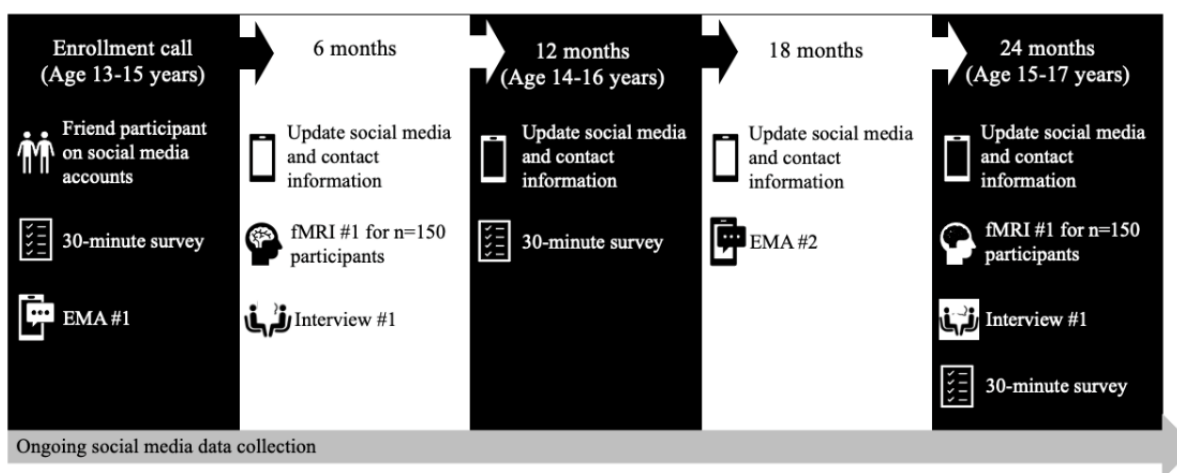 Enrollment call
(Age 13-15 years)
Friend participant
on social media
accounts
30-minute survey
EMA #1
6 months
Update social media
and contact
information
fMRI #1 for n=150
participants
Interview #1
12 months
(Age 14-16 years)
Update social media
and contact
information
30-minute survey
18 months
Update social media
and contact
information
EMA #2
24 months
(Age 15-17 years)
Update social media
and contact
information
fMRI #1 for n=150
participants
Interview #1
30-minute survey
Ongoing social media data collection